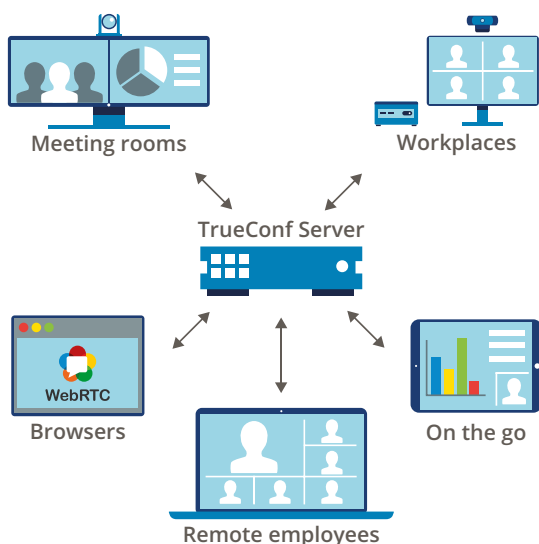 Meeting rooms
Workplaces
TrueConf Server
WebRTC
Browsers
On the go
Remote employees